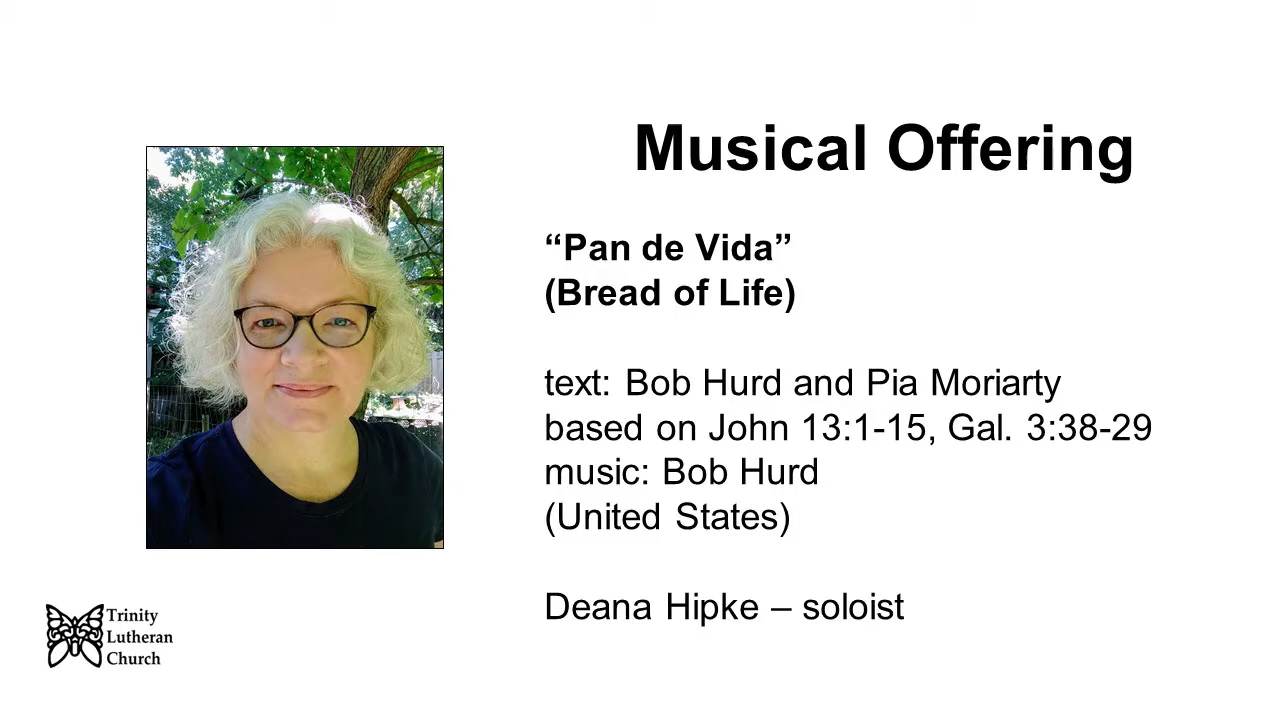 Musical Offering
“Pan de Vida”
(Bread of Life)
text: Bob Hurd and Pia Moriarty
based on John 13:1-15, Gal. 3:38-29
music: Bob Hurd
(United States)
Deana Hipke – soloist
Trinity
Lutheran
Church